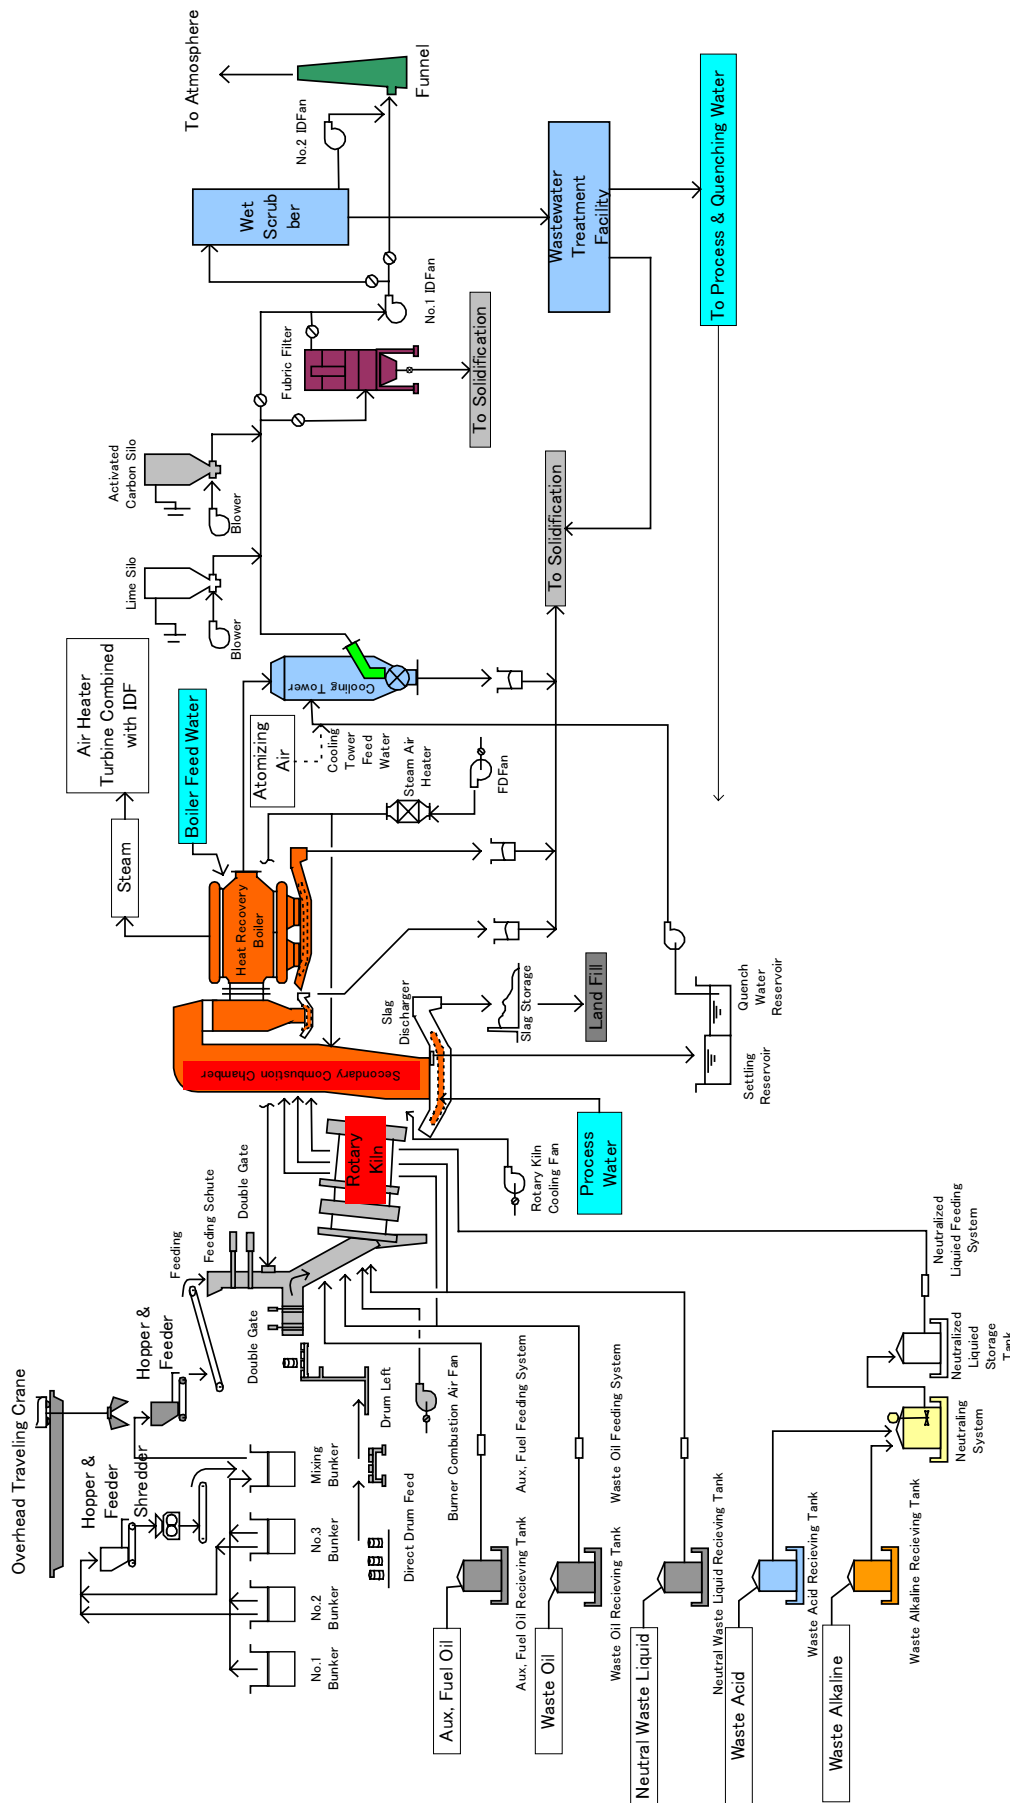 Overhead Traveling Crane
Hopper &
Feeder
Shredder
Hopper &
Feeder
Feeding
Feeding Schute
Double Gate
Double Gate
No.1
Bunker
No.2
Bunker
No.3
Bunker
Mixing
Bunker
Direct Drum Feed
Drum Left
Burner Combustion Air Fan
Aux, Fuel Oil
Aux, Fuel Oil Recieving Tank
Aux, Fuel Feeding System
Waste Oil
Waste Oil Recieving Tank
Waste Oil Feeding System
Neutral Waste Liquid
Neutral Waste Liquid Recieving Tank
Waste Acid
Waste Acid Recieving Tank
Waste Alkaline
Waste Alkaline Recieving Tank
Neutraling
System
Neutralized
Liquied
Storage
Tank
Neutralized
Liquied Feeding
System
Rotary
Kiln
Rotary Kiln
Cooling Fan
Process
Water
Secondary Combustion Chamber
Slag
Discharger
Slag Storage
Land Fill
Settling
Reservoir
Quench
Water
Reservoir
Heat Recovery
Boiler
Steam
Air Heater
Turbine Combined
with IDF
Boiler Feed Water
Atomizing
Air
Cooling
Tower
Feed
Water
Steam Air
Heater
FDFan
Cooling Tower
Lime Silo
Blower
Activated
Carbon Silo
Blower
To Solidification
Fubric Filter
To Solidification
No.1 IDFan
Wet
Scrub
ber
No.2 IDFan
Funnel
To Atmosphere
Wastewater
Treatment
Facility
To Process & Quenching Water